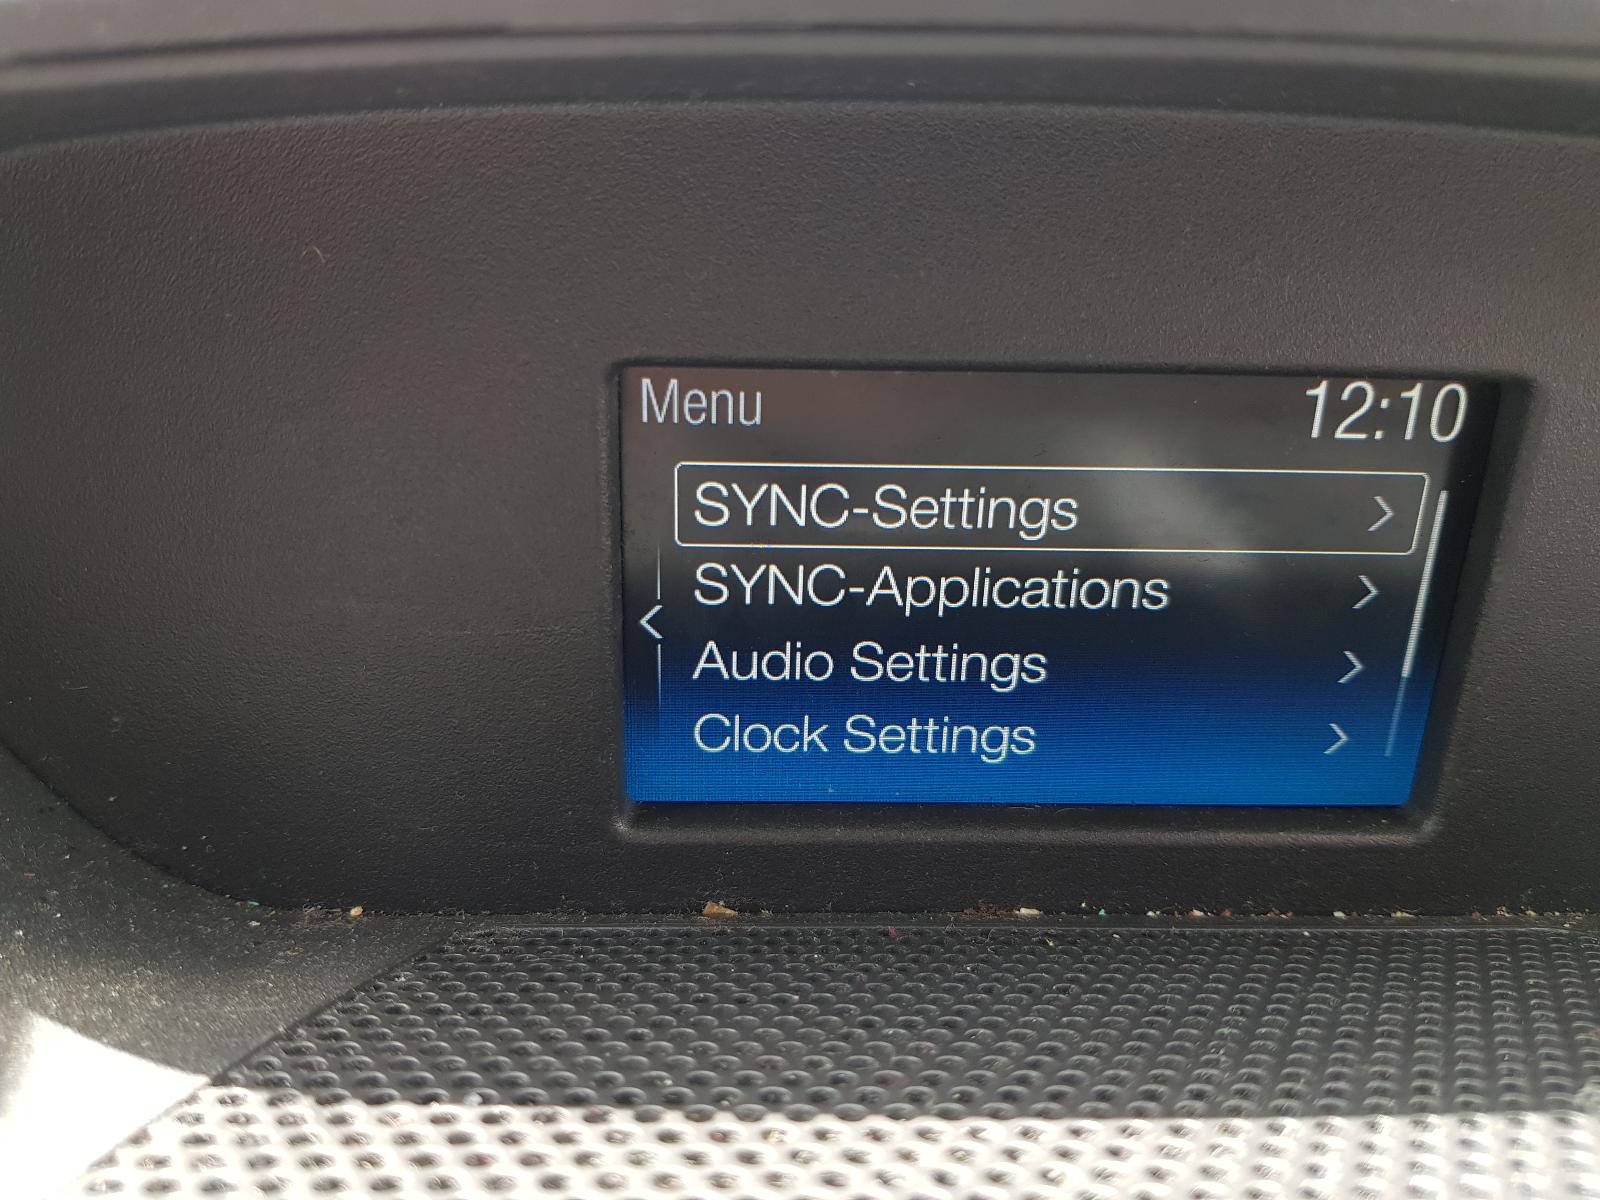 Menu 12:10
SYNC-Settings
SYNC-Applications
Audio Settings
Clock Settings